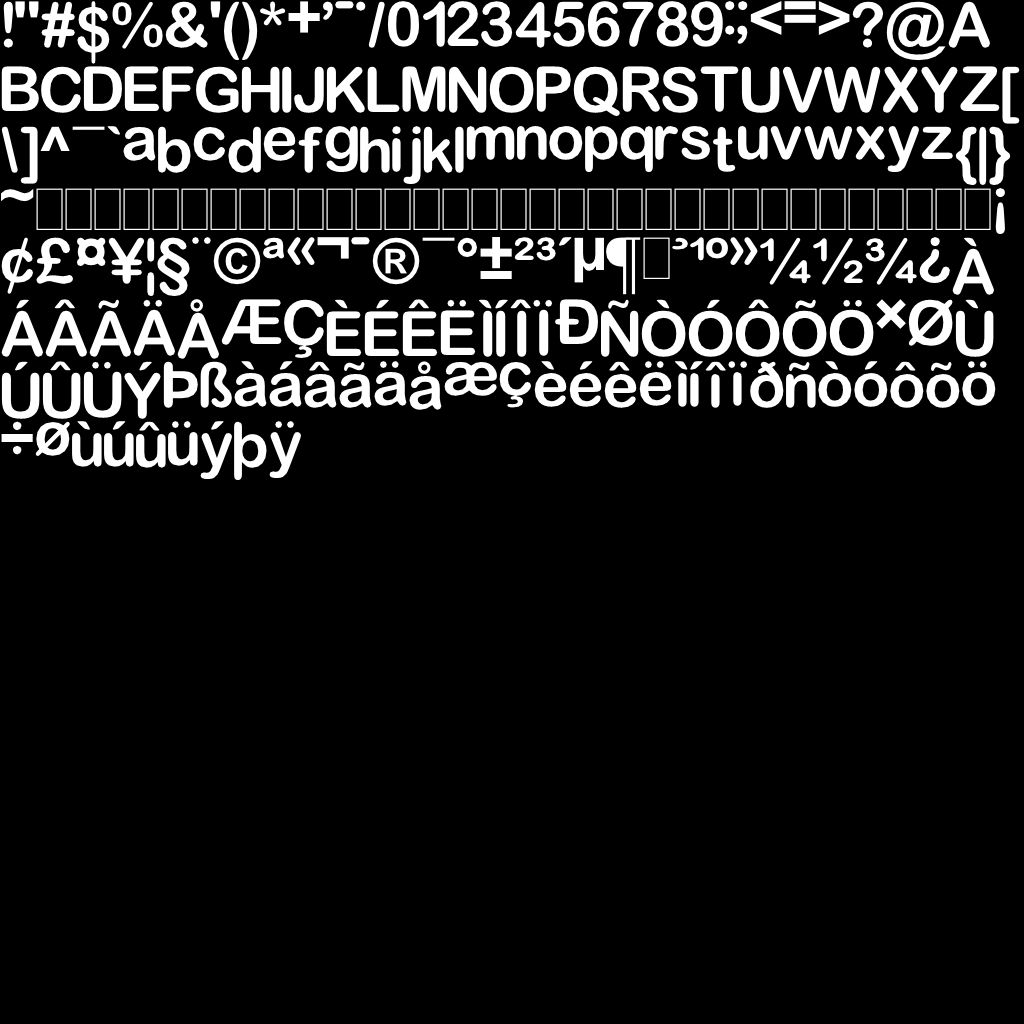 !"#$%&'()*+,-./0123456789:;<=>?@A
BCDEFGHIJKLMNOPQRSTUVWXYZ[
\]^_`abcdefghijklmnopqrstuvwxyz{|}
~□□□□□□□□□□□□□□□□□□□□□□□□□□□□□□□□□¡
¢£¤¥¦§¨©ª«¬-®¯°±²³´µ¶□¸¹º»¼½¾¿À
ÁÂÃÄÅÆÇÈÉÊËÌÍÎÏÐÑÒÓÔÕÖ×ØÙ
ÚÛÜÝÞßàáâãäåæçèéêëìíîïðñòóôõö
÷øùúûüýþÿ